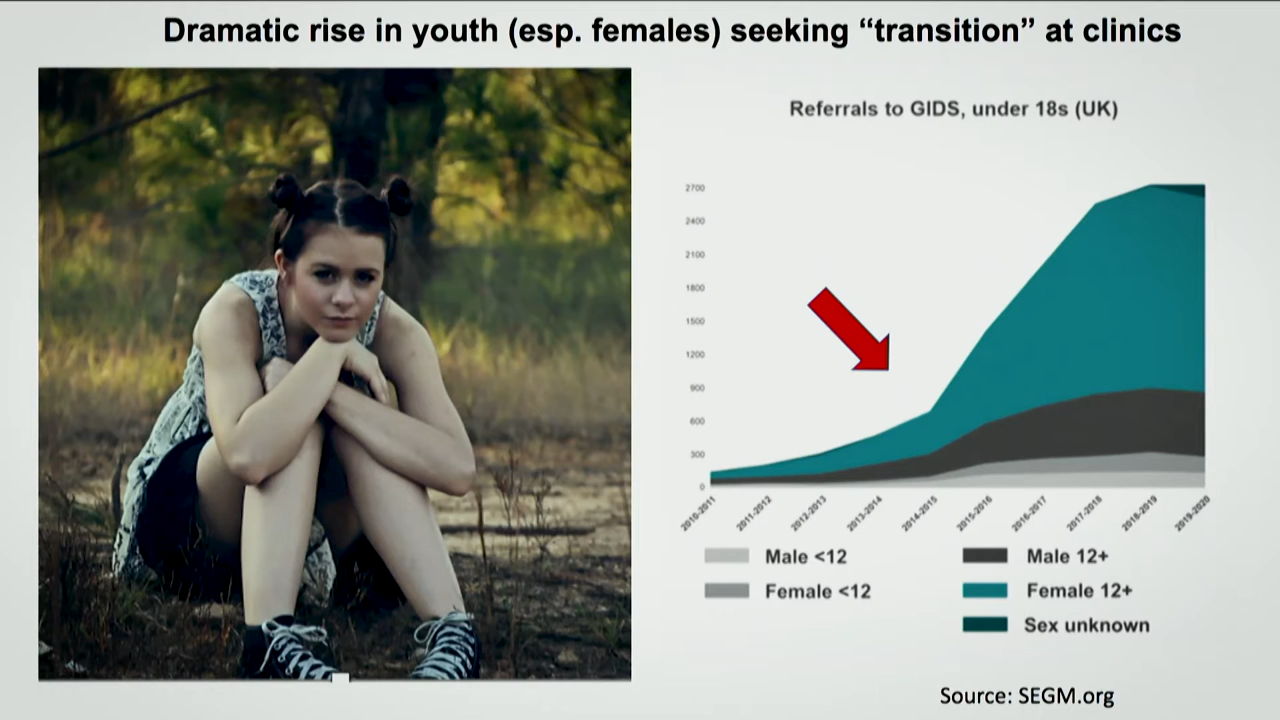 Dramatic rise in youth (esp. females) seeking “transition” at clinics
Referrals to GIDS, under 18s (UK)
2700
2400
2100
1800
1500
1200
900
600
300
0
2010-2011
2011-2012
2012-2013
2013-2014
2014-2015
2015-2016
2016-2017
2017-2018
2018-2019
2019-2020
Male <12
Male 12+
Female <12
Female 12+
Sex unknown
Source: SEGM.org